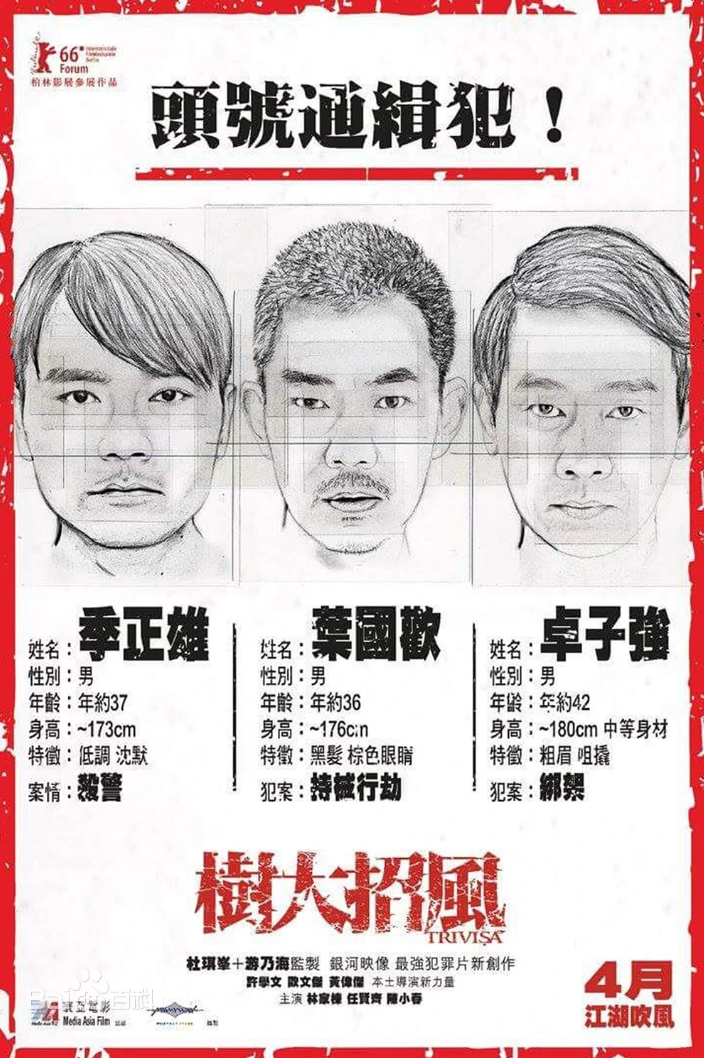 66
Internationale
Filmfestspiele
Berlin
Forum
柏林影展參展作品
頭號通緝犯！
姓名：季正雄
性別：男
年齡：年約37
身高：~173cm
特徵：低調 沈默
案情：殺警
姓名：葉國歡
性別：男
年齡：年約36
身高：~176cm
特徵：黑髮 棕色眼睛
犯案：持械行劫
姓名：卓子強
性別：男
年齡：年約42
身高：~180cm 中等身材
特徵：粗眉 咀撬
犯案：綁架
樹大招風
TRIVISA
杜琪峯+游乃海監製 銀河映像 最強犯罪片新創作
許學文 歐文傑 黃偉傑 本土導演新力量
主演 林家棟 任賢齊 陳小春
Baidu百科
寰亞電影
Media Asia Film
4月
江湖吹風